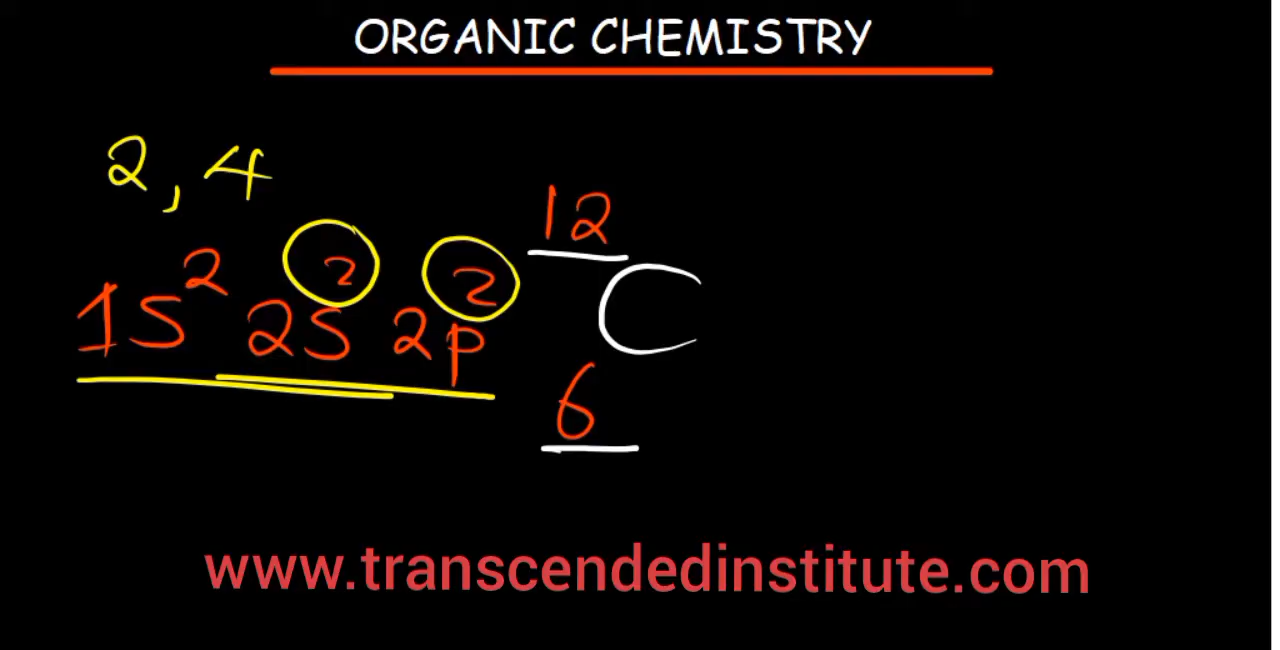 ORGANIC CHEMISTRY
2, 4
12
1S² 2S² 2p² C
6
www.transcendedinstitute.com